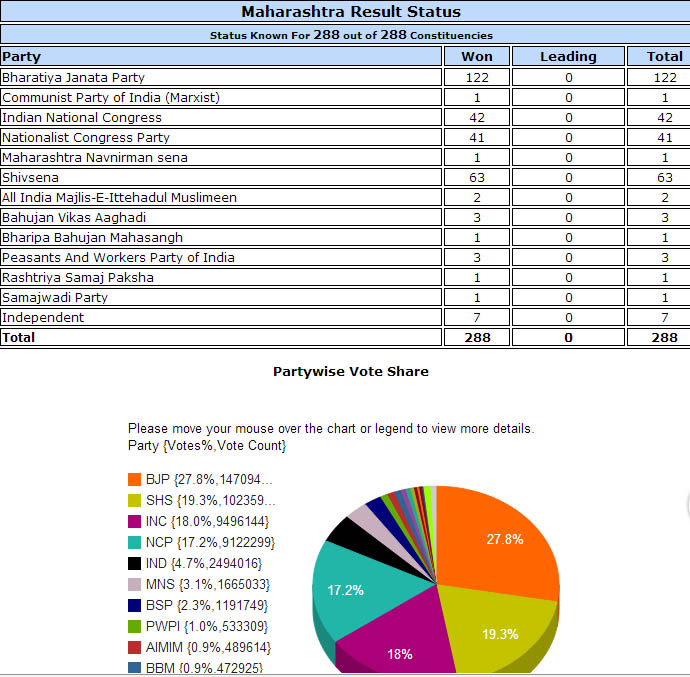 Maharashtra Result Status
Status Known For 288 out of 288 Constituencies
Party Won Leading Total
Bharatiya Janata Party 122 0 122
Communist Party of India (Marxist) 1 0 1
Indian National Congress 42 0 42
Nationalist Congress Party 41 0 41
Maharashtra Navnirman sena 1 0 1
Shivsena 63 0 63
All India Majlis-E-Ittehadul Muslimeen 2 0 2
Bahujan Vikas Aaghadi 3 0 3
Bharipa Bahujan Mahasangh 1 0 1
Peasants And Workers Party of India 3 0 3
Rashtriya Samaj Paksha 1 0 1
Samajwadi Party 1 0 1
Independent 7 0 7
Total 288 0 288
Partywise Vote Share
Please move your mouse over the chart or legend to view more details.
Party {Votes%,Vote Count}
BJP {27.8%,147094...
SHS {19.3%,102359...
INC {18.0%,9496144}
NCP {17.2%,9122299}
IND {4.7%,2494016}
MNS {3.1%,1665033}
BSP {2.3%,1191749}
PWPI {1.0%,533309}
AIMIM {0.9%,489614}
BBM {0.9%,472925}
27.8%
17.2%
19.3%
18%